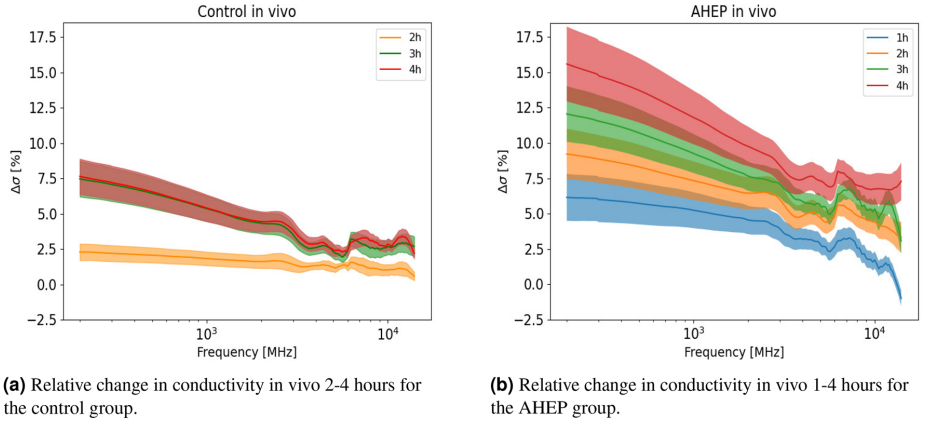 Control in vivo
17.5
15.0
12.5
10.0
7.5
5.0
2.5
0.0
−2.5
Δσ [%]
2h
3h
4h
10³
10⁴
Frequency [MHz]
(a) Relative change in conductivity in vivo 2-4 hours for
the control group.
AHEP in vivo
17.5
15.0
12.5
10.0
7.5
5.0
2.5
0.0
−2.5
Δσ [%]
1h
2h
3h
4h
10³
10⁴
Frequency [MHz]
(b) Relative change in conductivity in vivo 1-4 hours for
the AHEP group.